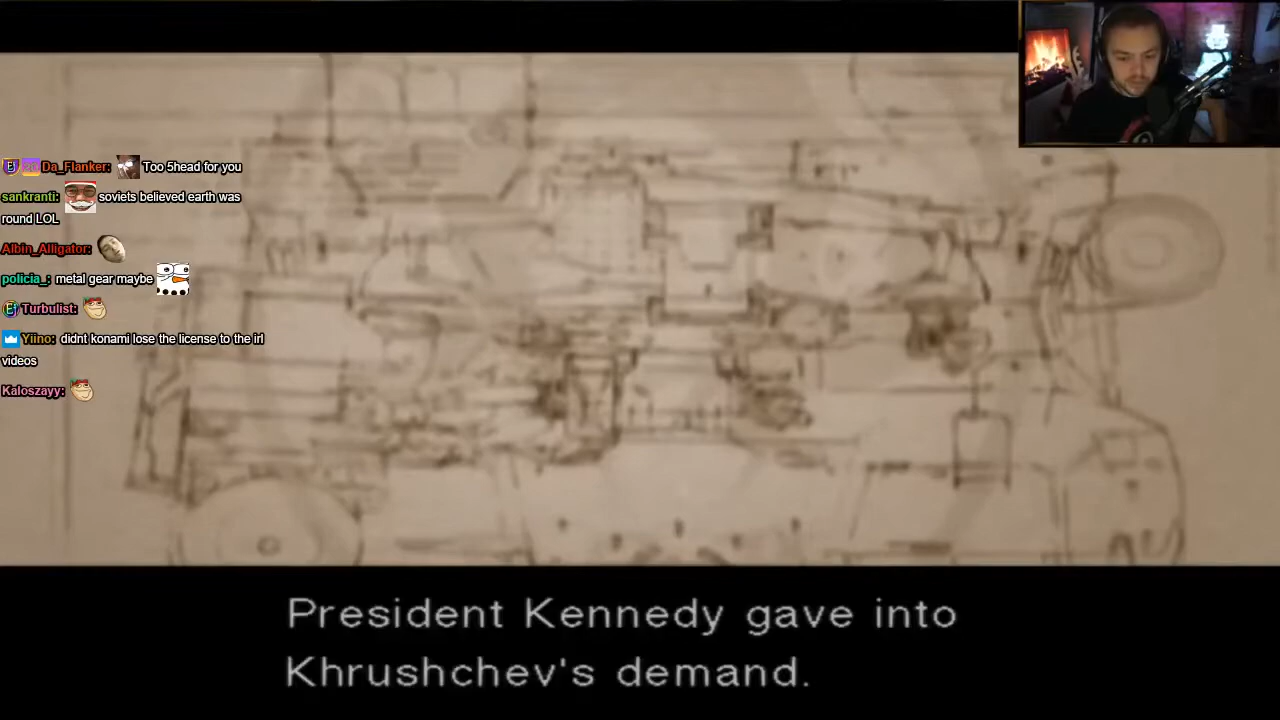 Da_Flanker: Too 5head for you
sankranti: soviets believed earth was
round LOL
Albin_Alligator:
policia_: metal gear maybe
Turbulist:
Yiino: didnt konami lose the license to the irl
videos
Kaloszayy:
President Kennedy gave into
Khrushchev's demand.